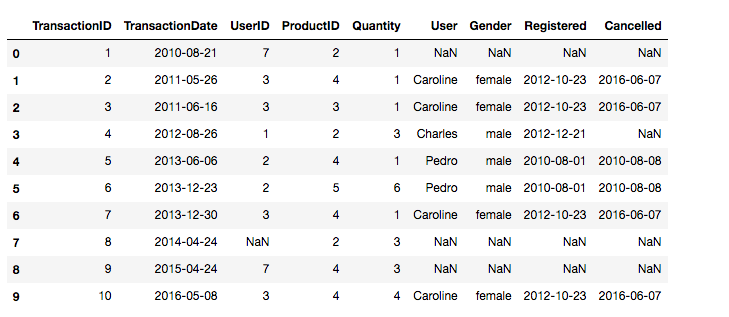 TransactionID TransactionDate UserID ProductID Quantity User Gender Registered Cancelled
0 1 2010-08-21 7 2 1 NaN NaN NaN NaN
1 2 2011-05-26 3 4 1 Caroline female 2012-10-23 2016-06-07
2 3 2011-06-16 3 3 1 Caroline female 2012-10-23 2016-06-07
3 4 2012-08-26 1 2 3 Charles male 2012-12-21 NaN
4 5 2013-06-06 2 4 1 Pedro male 2010-08-01 2010-08-08
5 6 2013-12-23 2 5 6 Pedro male 2010-08-01 2010-08-08
6 7 2013-12-30 3 4 1 Caroline female 2012-10-23 2016-06-07
7 8 2014-04-24 NaN 2 3 NaN NaN NaN NaN
8 9 2015-04-24 7 4 3 NaN NaN NaN NaN
9 10 2016-05-08 3 4 4 Caroline female 2012-10-23 2016-06-07